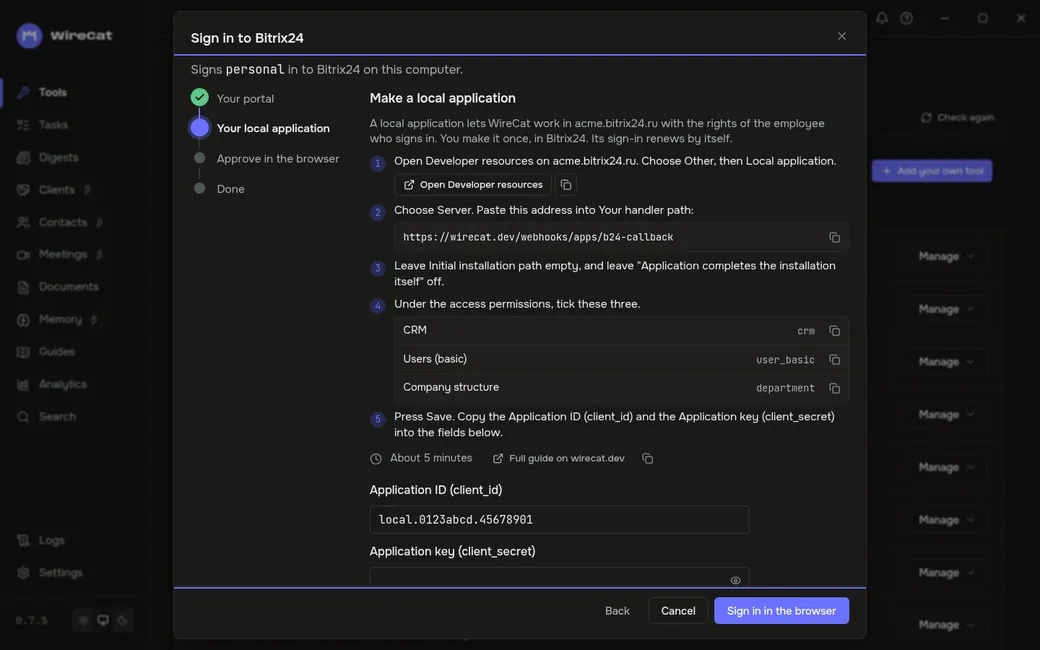 wirecat
Sign in to Bitrix24
Signs personal in to Bitrix24 on this computer.
Tools
Tasks
Digests
Clients β
Contacts β
Meetings β
Documents
Memory β
Guides
Analytics
Search
Logs
Settings
0.7.5
Your portal
Your local application
Approve in the browser
Done
Make a local application
A local application lets WireCat work in acme.bitrix24.ru with the rights of the employee
who signs in. You make it once, in Bitrix24. Its sign-in renews by itself.
1 Open Developer resources on acme.bitrix24.ru. Choose Other, then Local application.
Open Developer resources
2 Choose Server. Paste this address into Your handler path:
https://wirecat.dev/webhooks/apps/b24-callback
3 Leave Initial installation path empty, and leave "Application completes the installation
itself" off.
4 Under the access permissions, tick these three.
CRM crm
Users (basic) user_basic
Company structure department
5 Press Save. Copy the Application ID (client_id) and the Application key (client_secret)
into the fields below.
About 5 minutes Full guide on wirecat.dev
Application ID (client_id)
local.0123abcd.45678901
Application key (client_secret)
Back Cancel Sign in in the browser
Check again
+ Add your own tool
Manage
Manage
Manage
Manage
Manage
Manage
Manage
Manage